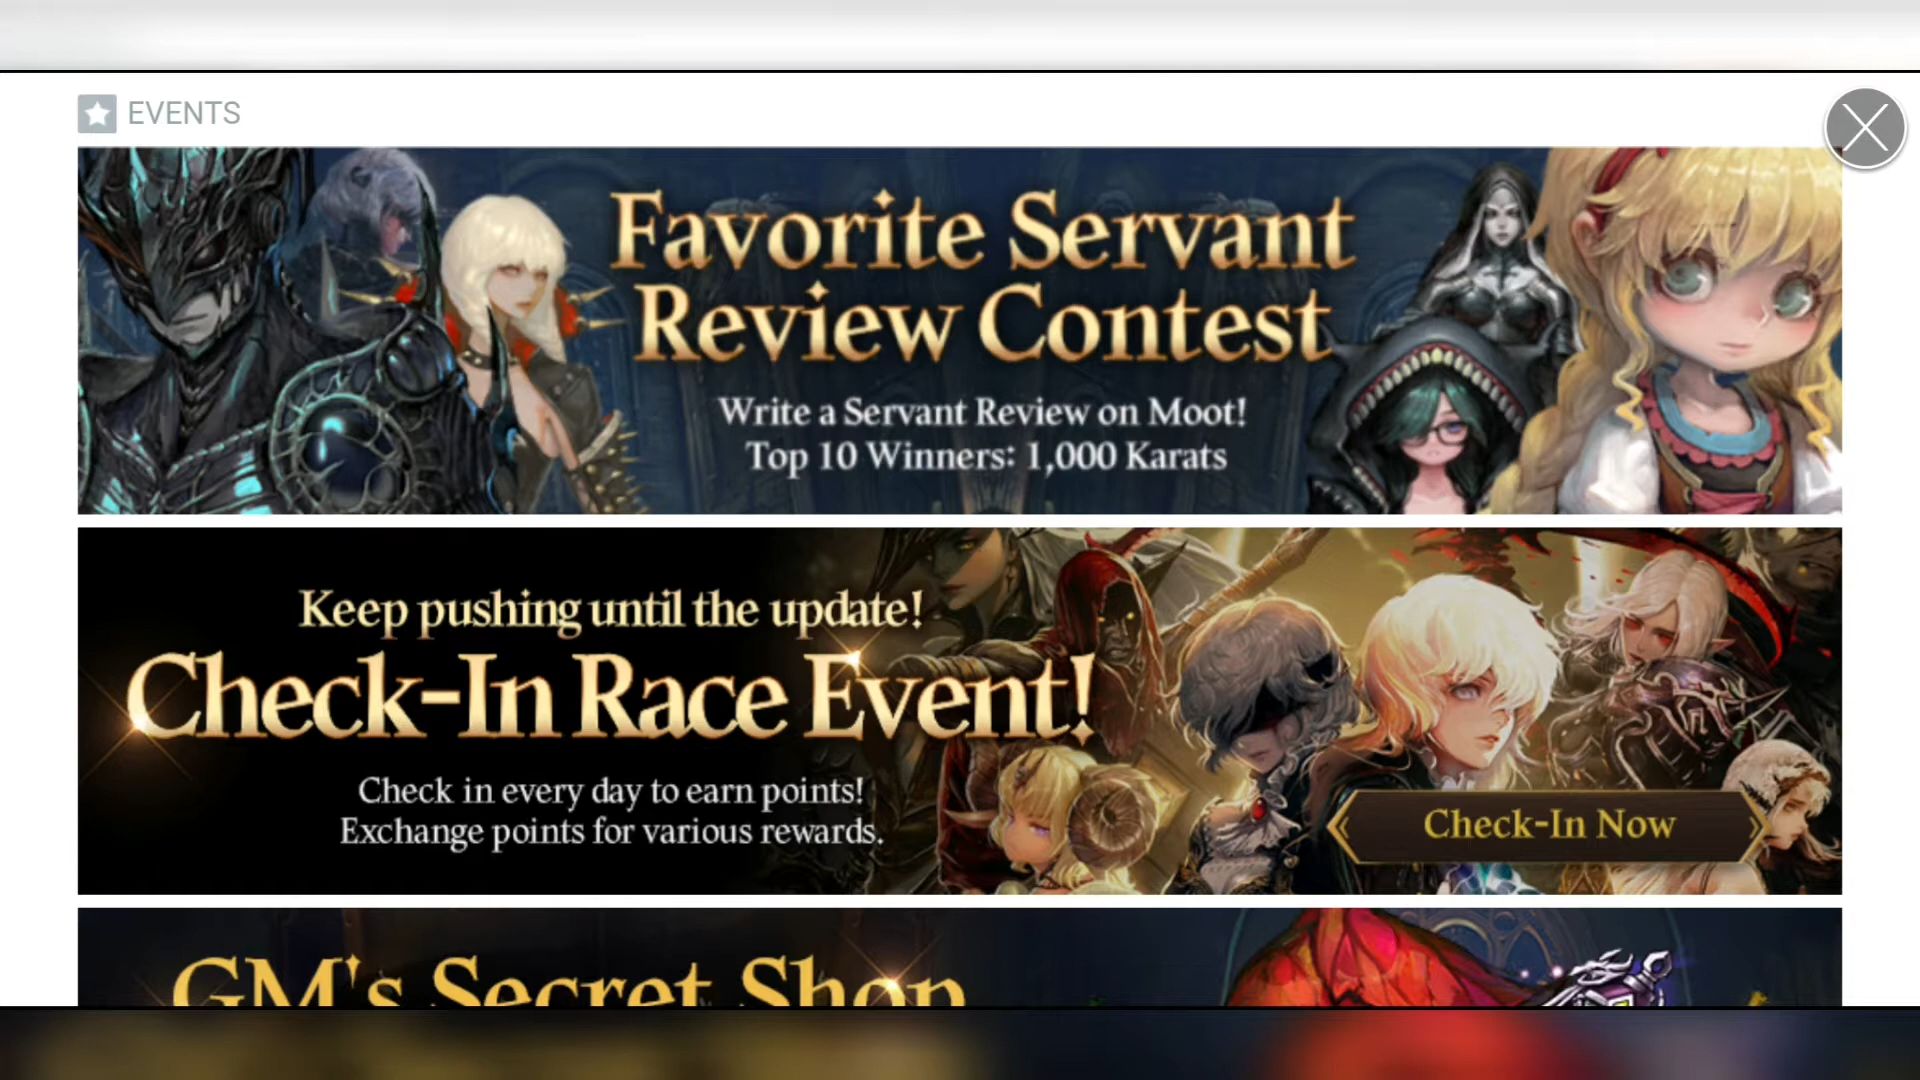 EVENTS
Favorite Servant
Review Contest
Write a Servant Review on Moot!
Top 10 Winners: 1,000 Karats
Keep pushing until the update!
Check-In Race Event!
Check in every day to earn points!
Exchange points for various rewards.
Check-In Now
GM's Secret Shop